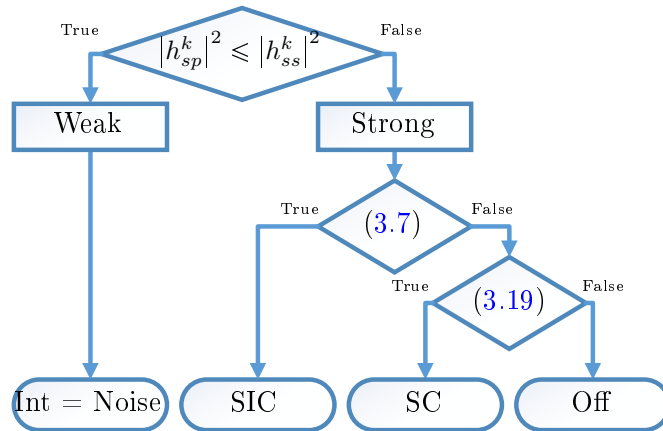 True
False
|h_{sp}^{k}|^2 ⩽ |h_{ss}^{k}|^2
Weak
Strong
True
(3.7)
False
True
(3.19)
False
Int = Noise
SIC
SC
Off